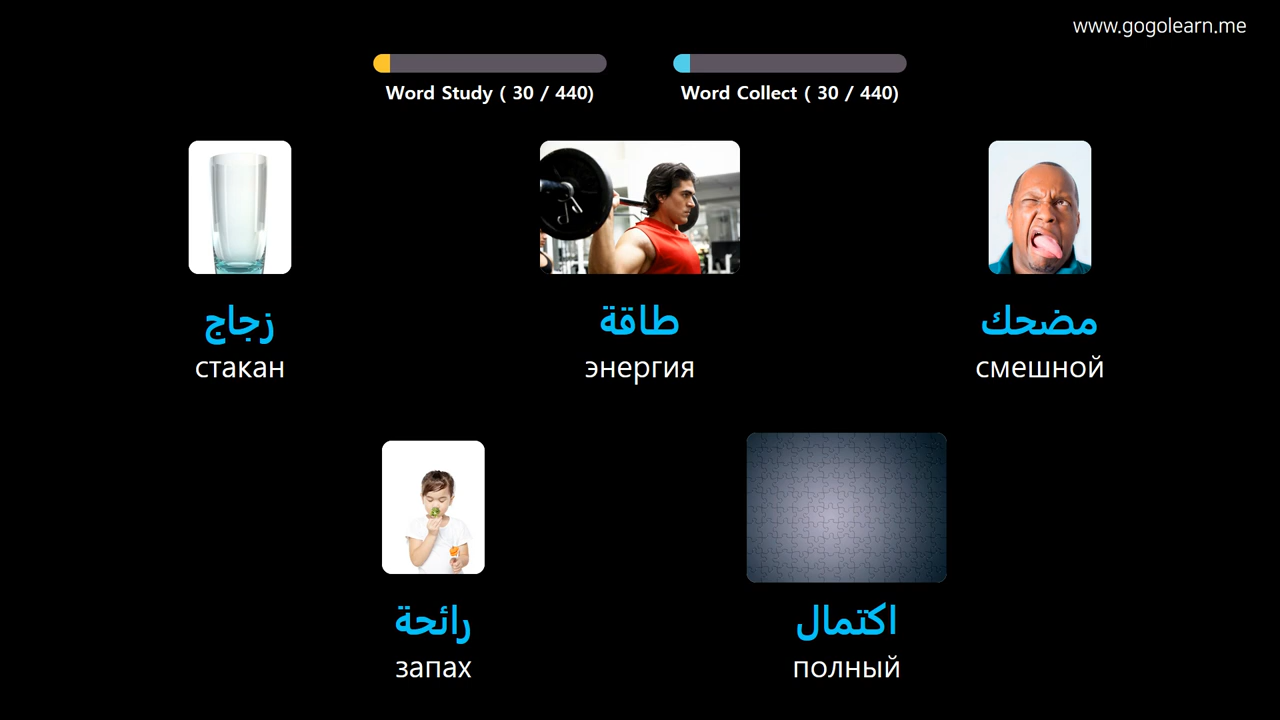 www.gogolearn.me
Word Study ( 30 / 440)
Word Collect ( 30 / 440)
زجاج
стакан
طاقة
энергия
مضحك
смешной
رائحة
запах
اكتمال
полный